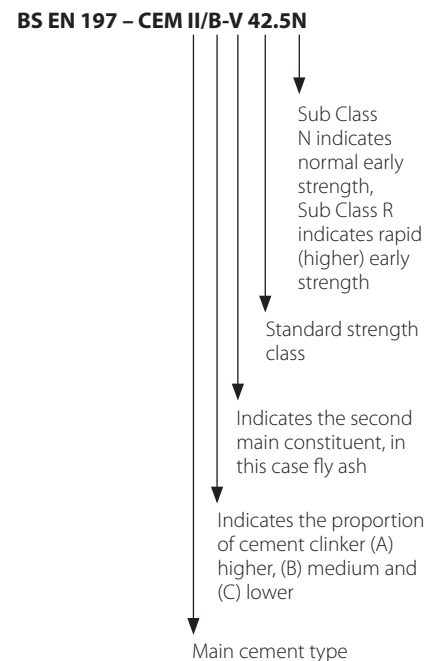 BS EN 197 – CEM II/B-V 42.5N
Sub Class
N indicates
normal early
strength,
Sub Class R
indicates rapid
(higher) early
strength
Standard strength
class
Indicates the second
main constituent, in
this case fly ash
Indicates the proportion
of cement clinker (A)
higher, (B) medium and
(C) lower
Main cement type